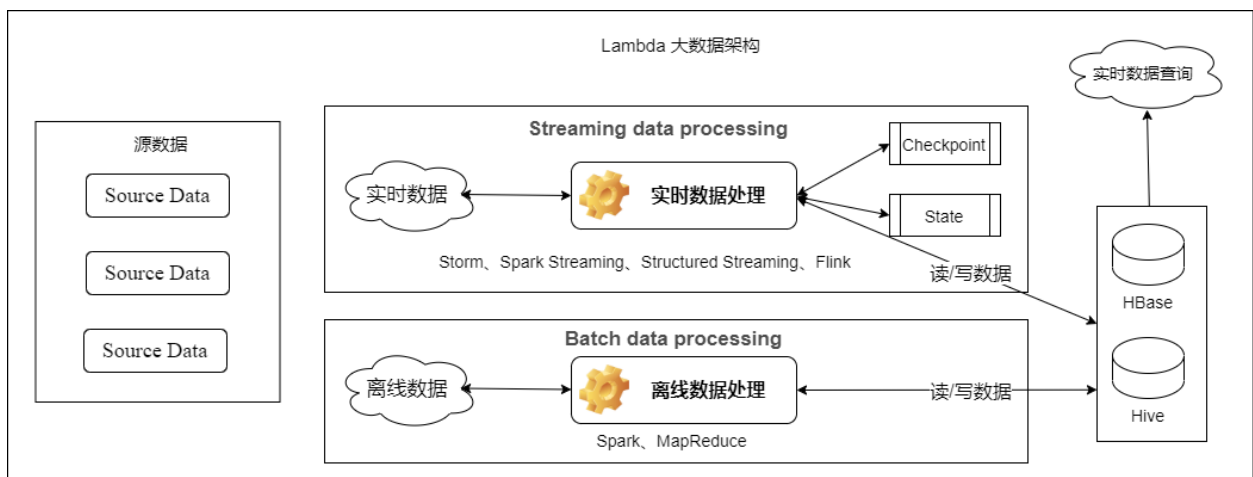 Lambda 大数据架构
实时数据查询
源数据
Source Data
Source Data
Source Data
Streaming data processing
实时数据
实时数据处理
Checkpoint
State
Storm、Spark Streaming、Structured Streaming、Flink
读/写数据
Batch data processing
离线数据
离线数据处理
读/写数据
Spark、MapReduce
HBase
Hive